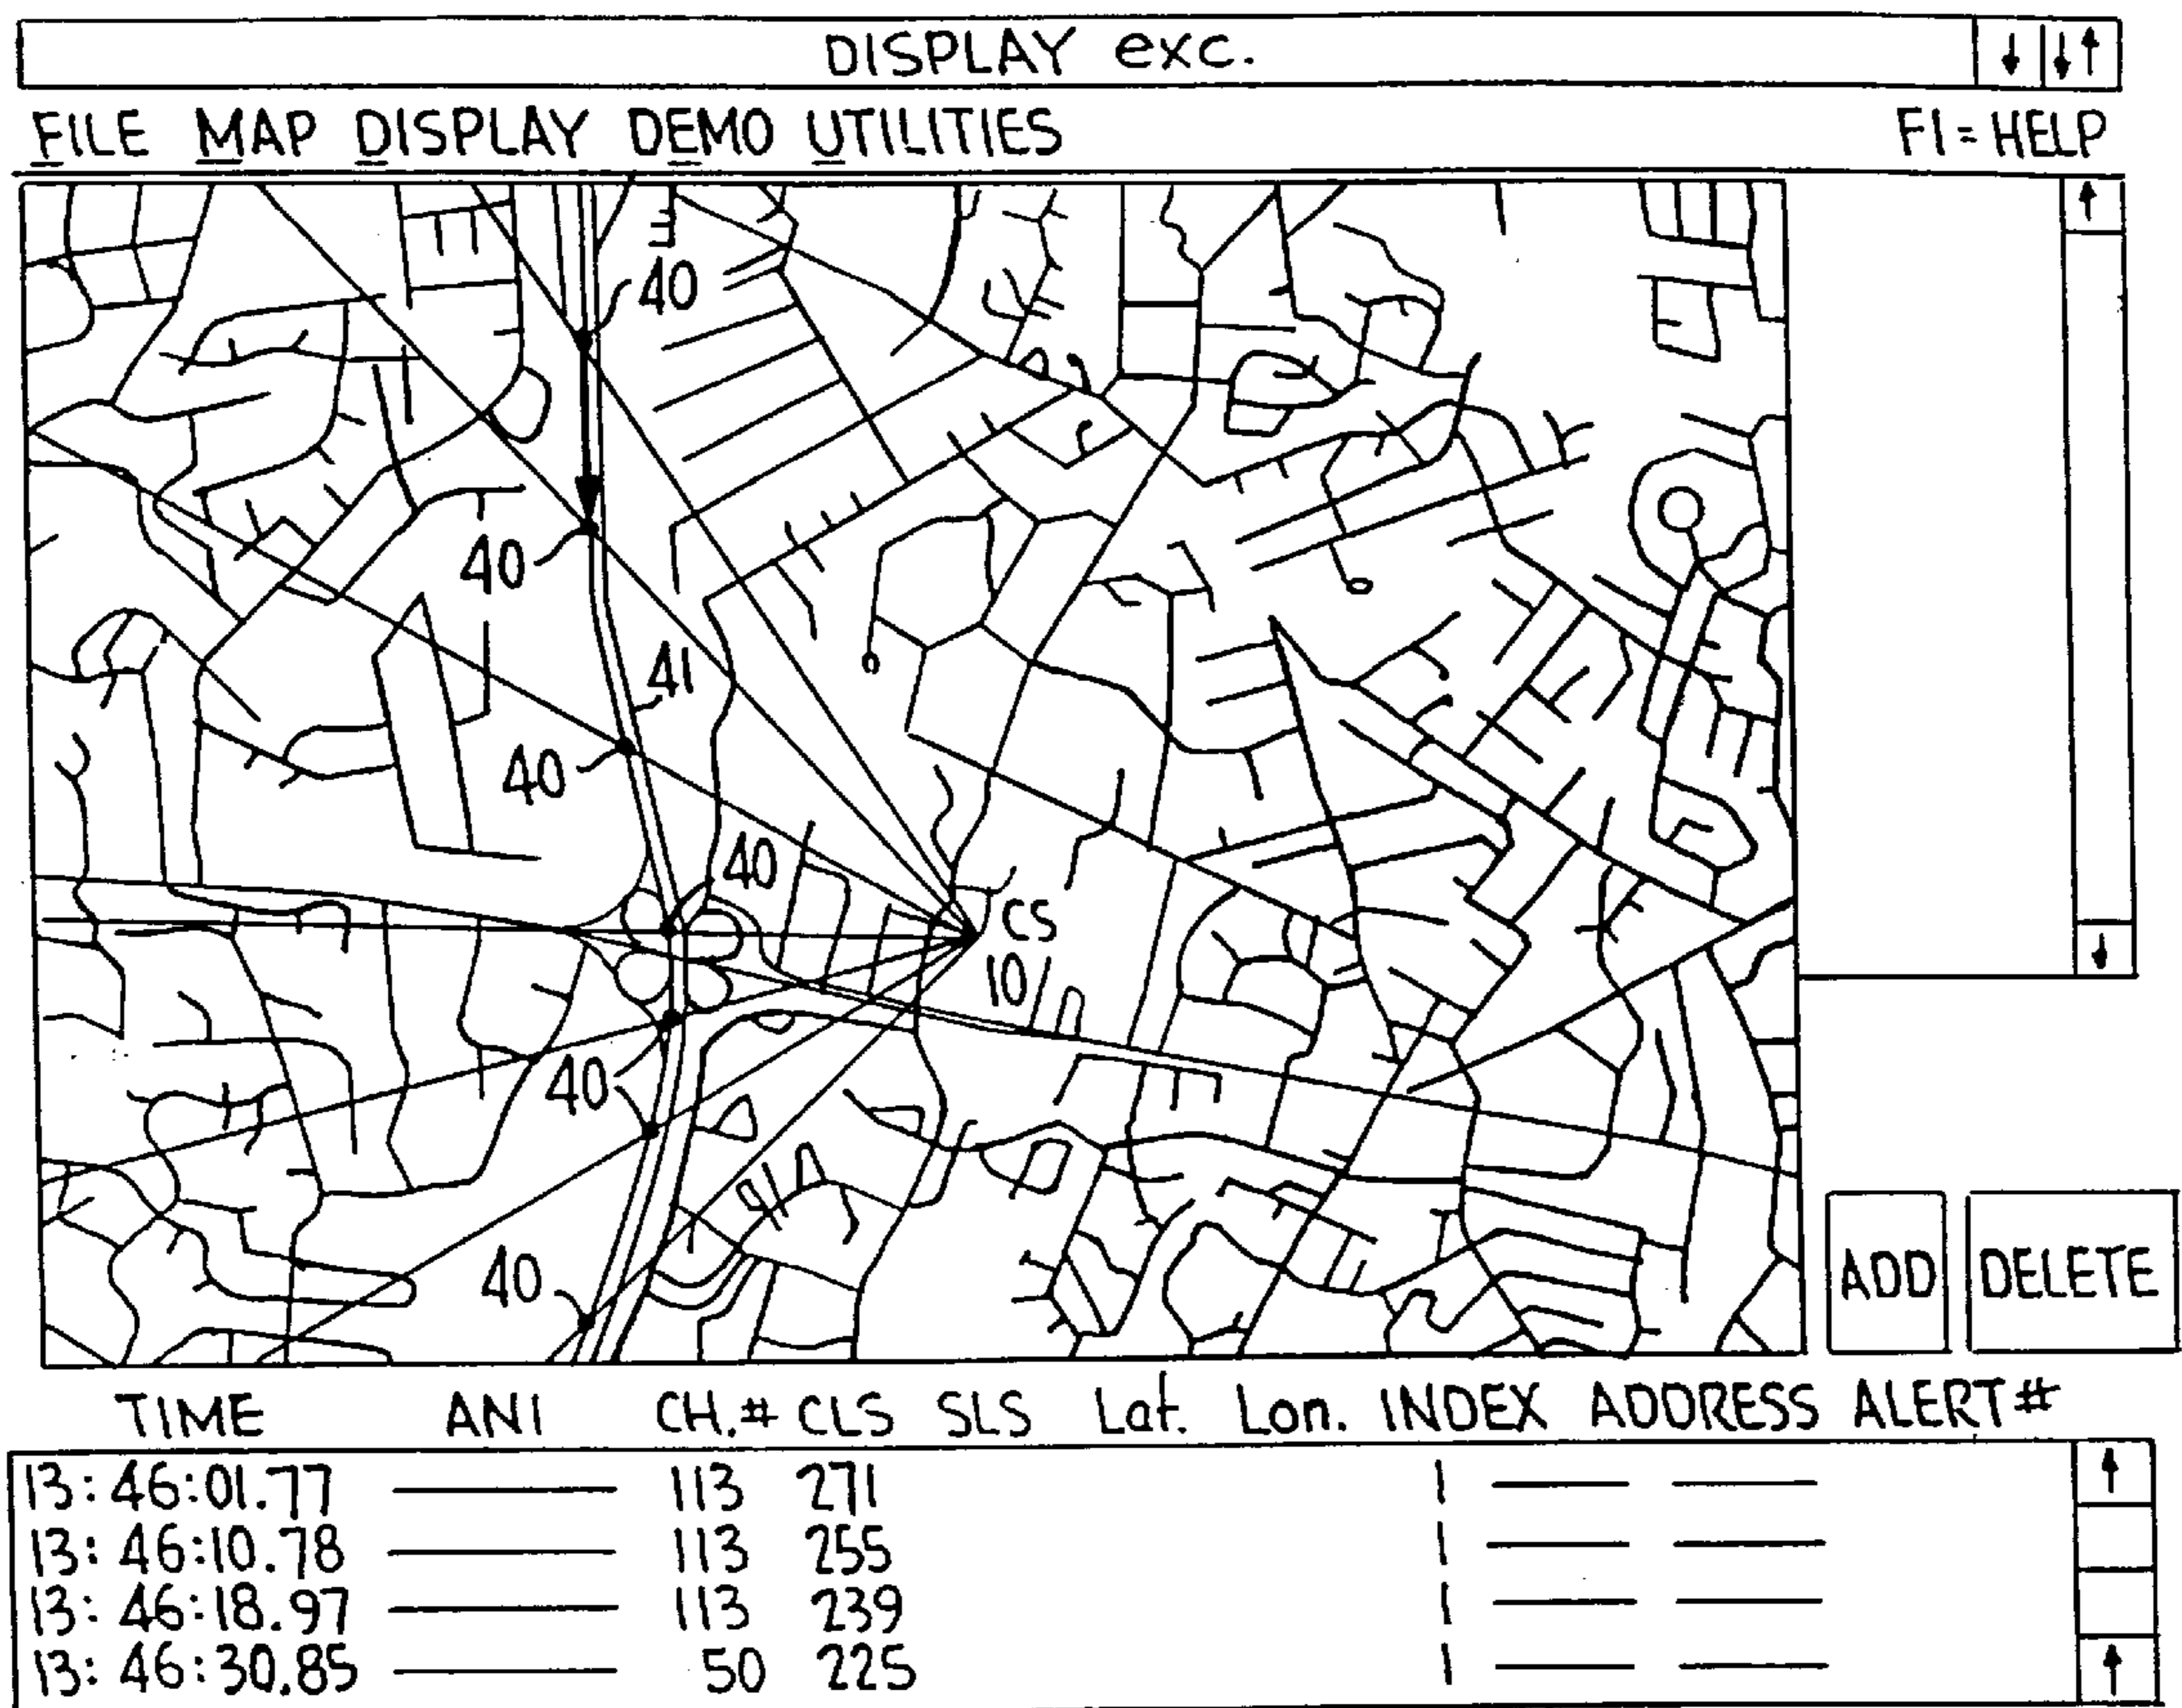 DISPLAY exc.
FILE MAP DISPLAY DEMO UTILITIES F1=HELP
40
40
41
40
40
CS
10
40
40
ADD DELETE
TIME ANI CH.# CLS SLS Lat. Lon. INDEX ADDRESS ALERT#
13:46:01.77 113 271 1
13:46:10.78 113 255 1
13:46:18.97 113 239 1
13:46:30.85 50 225 1